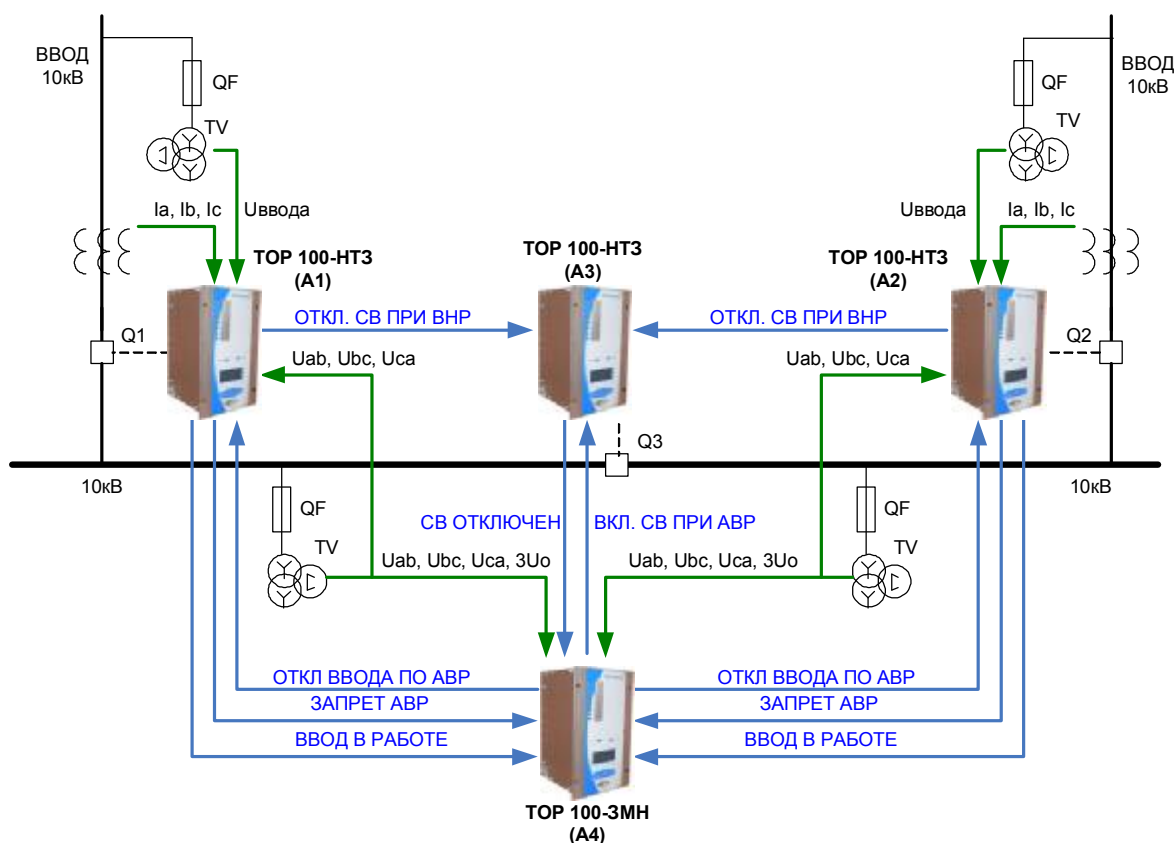 ВВОД
10кВ
QF
TV
Ia, Ib, Ic
Uввода
ТОР 100-НТЗ
(А1)
ТОР 100-НТЗ
(А3)
ВВОД
10кВ
QF
TV
Uввода
Ia, Ib, Ic
ТОР 100-НТЗ
(А2)
Q1
ОТКЛ. СВ ПРИ ВНР
ОТКЛ. СВ ПРИ ВНР
Q2
Uab, Ubc, Uca
Uab, Ubc, Uca
Q3
10кВ
10кВ
QF
QF
СВ ОТКЛЮЧЕН
ВКЛ. СВ ПРИ АВР
TV
TV
Uab, Ubc, Uca, 3Uo
Uab, Ubc, Uca, 3Uo
ОТКЛ ВВОДА ПО АВР
ОТКЛ ВВОДА ПО АВР
ЗАПРЕТ АВР
ЗАПРЕТ АВР
ВВОД В РАБОТЕ
ВВОД В РАБОТЕ
ТОР 100-ЗМН
(А4)